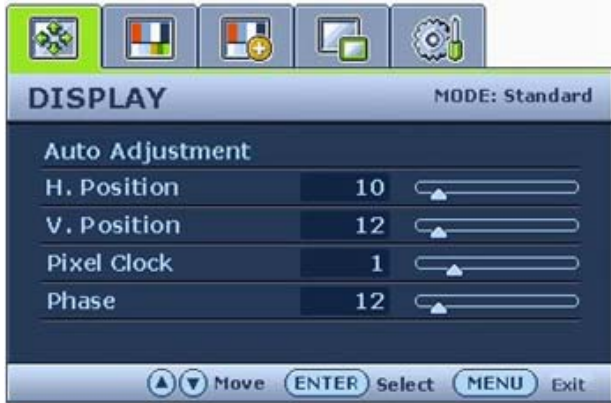 DISPLAY MODE: Standard
Auto Adjustment
H. Position 10
V. Position 12
Pixel Clock 1
Phase 12
Move ENTER Select MENU Exit